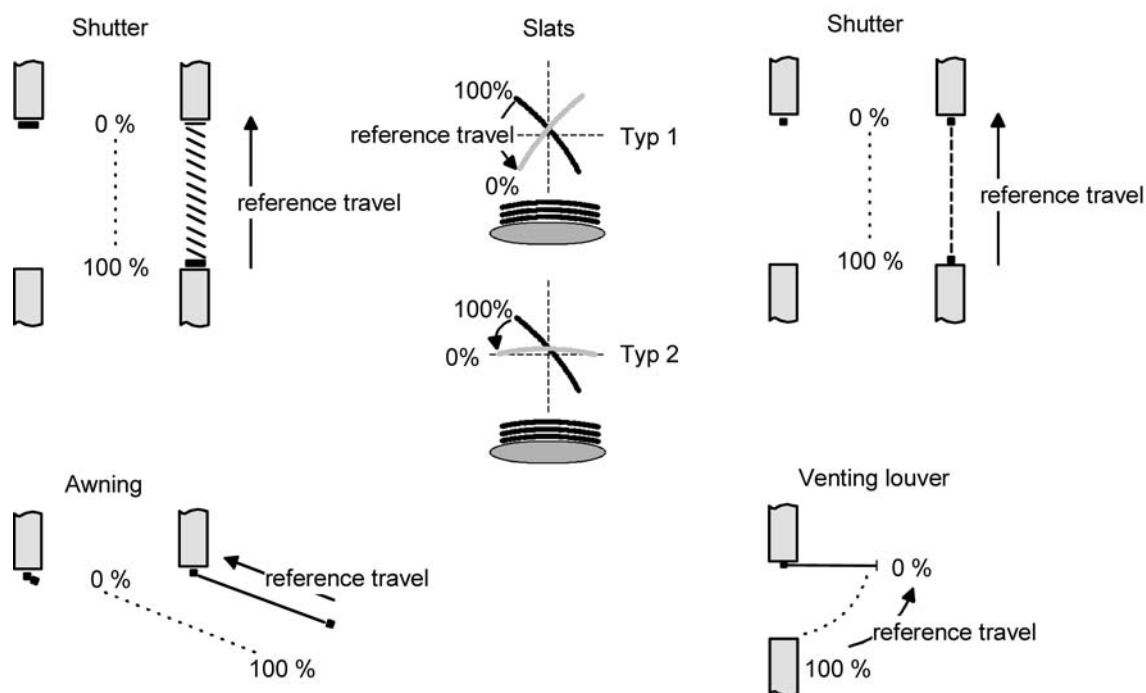 Shutter
0 %
100 %
reference travel
Slats
100%
reference travel
0%
Typ 1
100%
0%
Typ 2
Shutter
0 %
100 %
reference travel
Awning
0 %
100 %
reference travel
Venting louver
0 %
reference travel
100 %